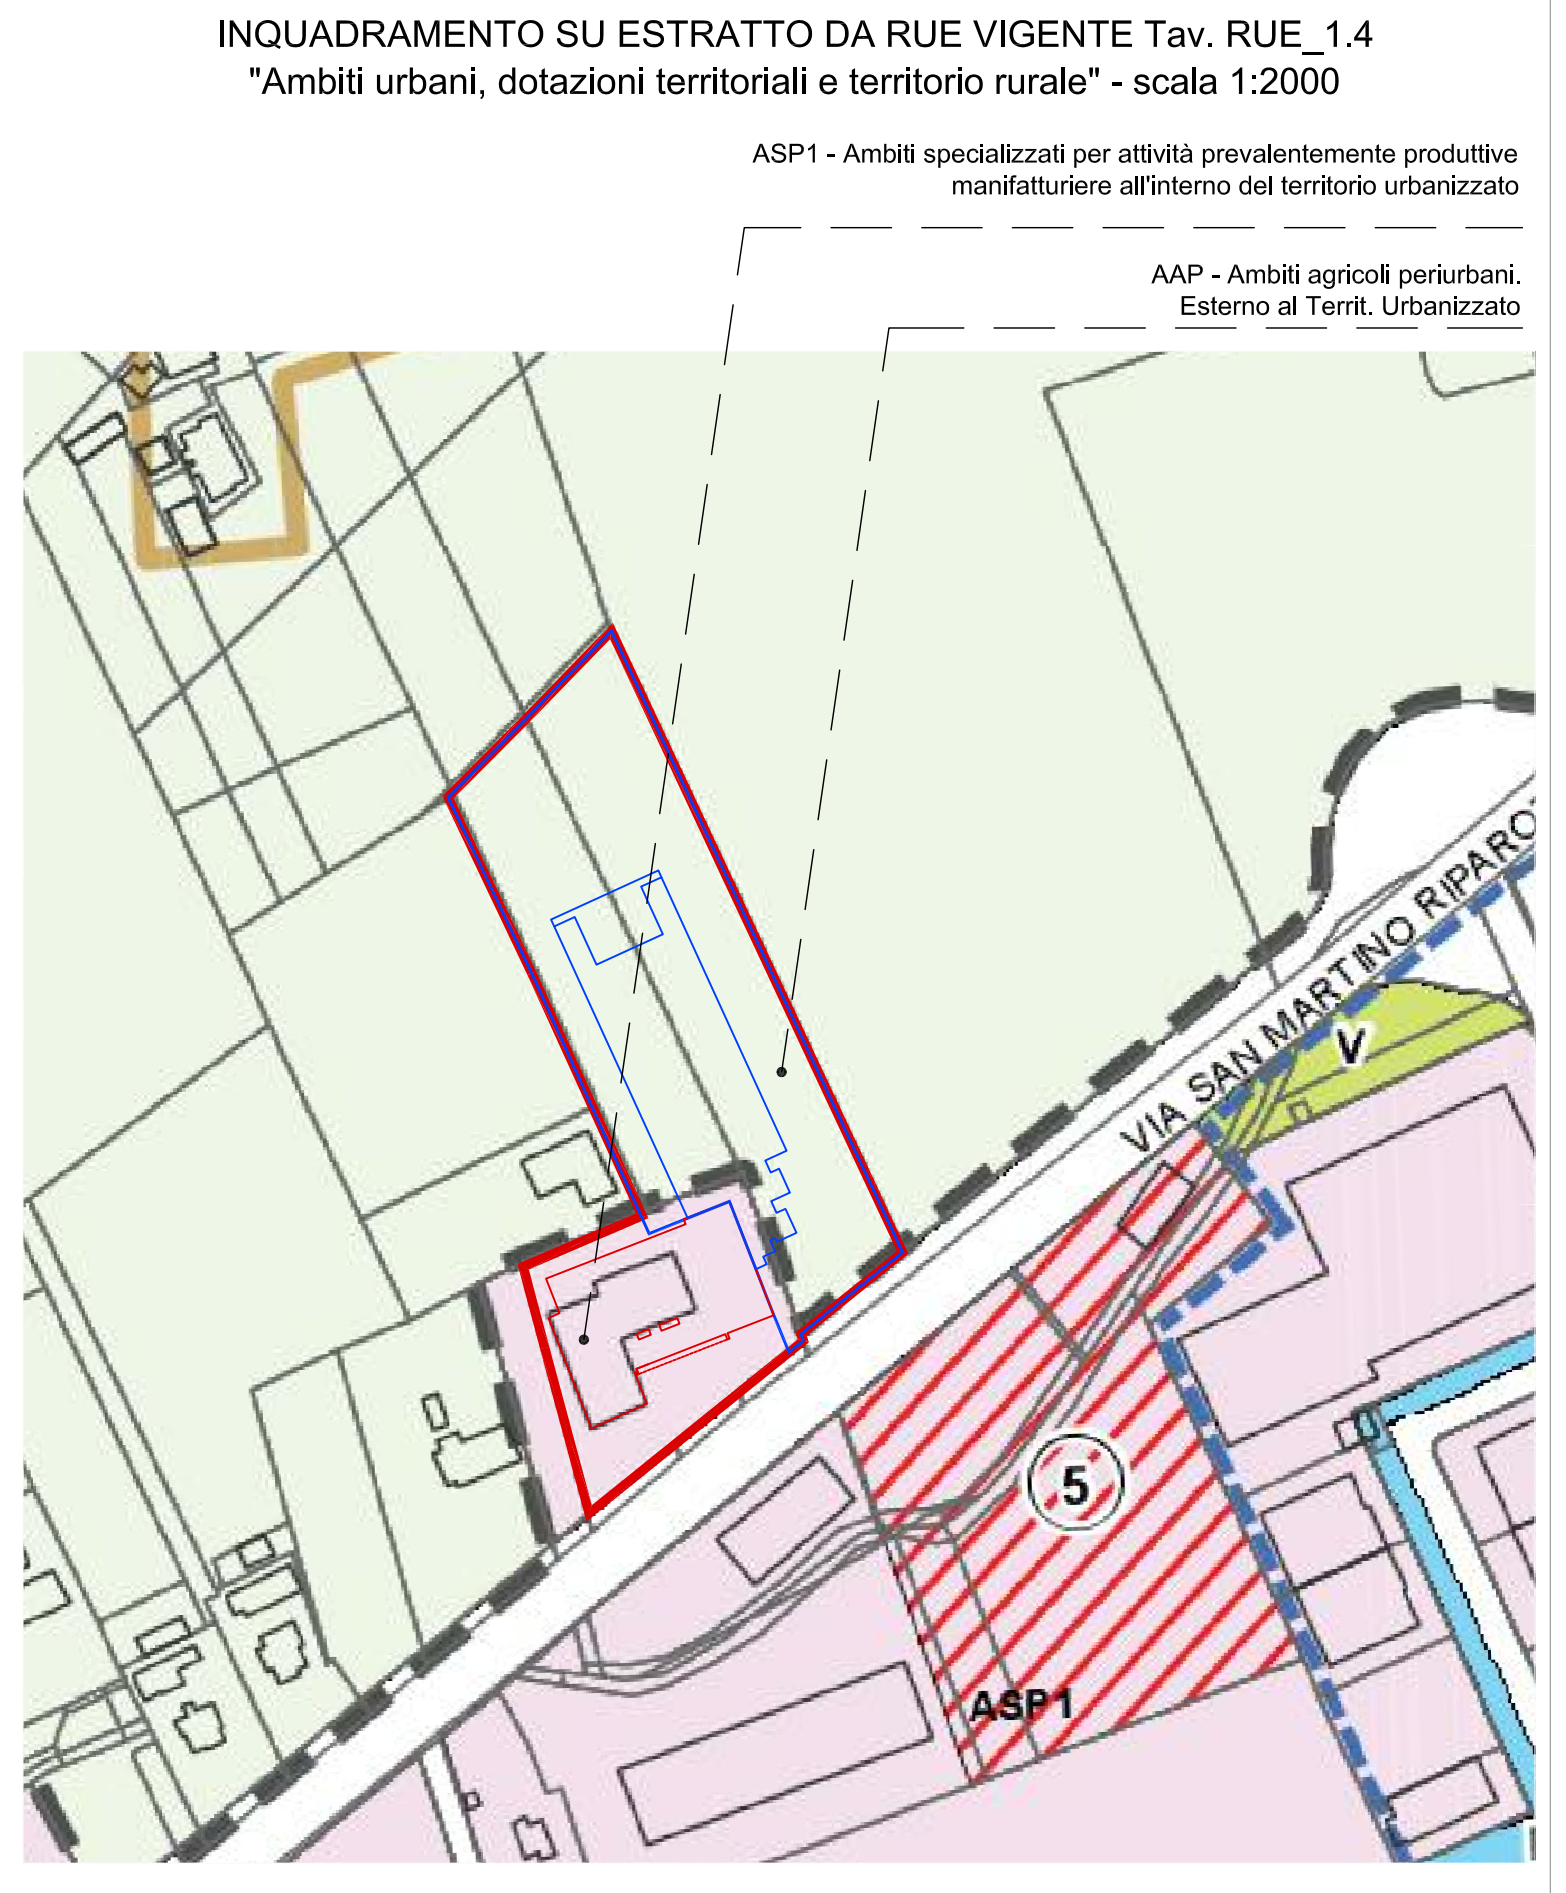 INQUADRAMENTO SU ESTRATTO DA RUE VIGENTE Tav. RUE_1.4
"Ambiti urbani, dotazioni territoriali e territorio rurale" - scala 1:2000
ASP1 - Ambiti specializzati per attività prevalentemente produttive
manifatturiere all'interno del territorio urbanizzato
AAP - Ambiti agricoli periurbani.
Esterno al Territ. Urbanizzato
VIA SAN MARTINO RIPARO
V
5
ASP1